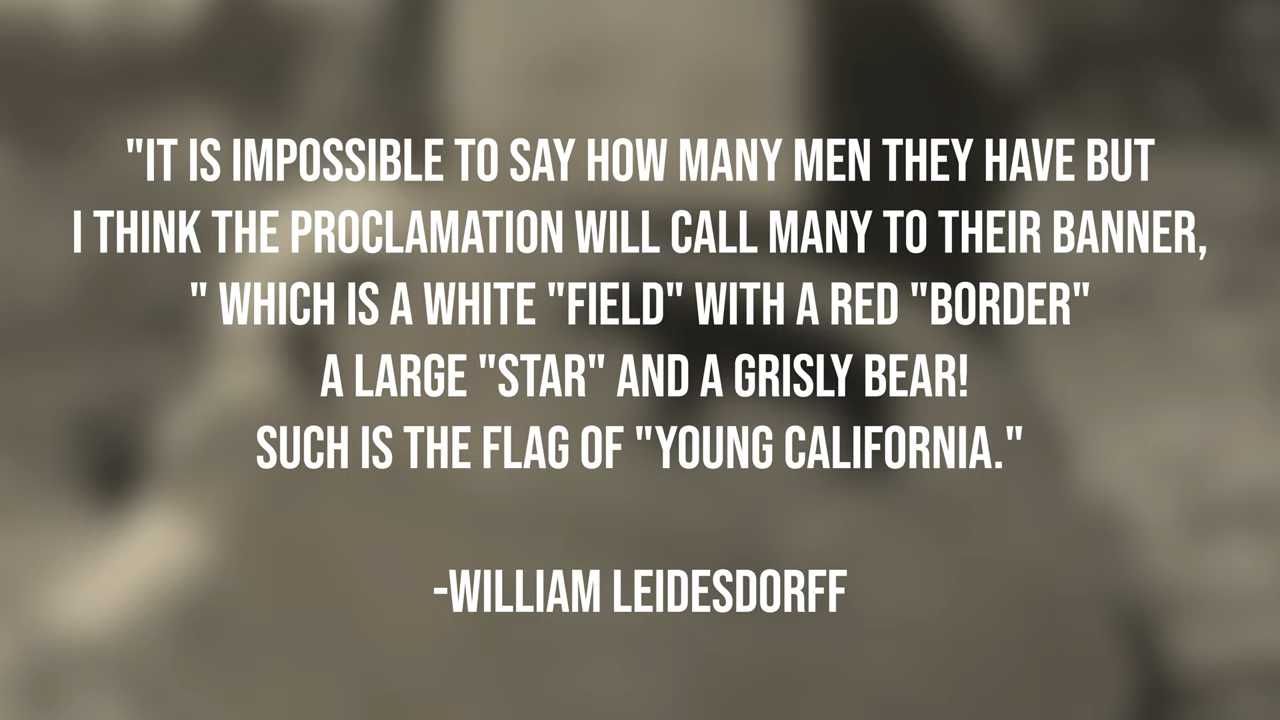 "IT IS IMPOSSIBLE TO SAY HOW MANY MEN THEY HAVE BUT
I THINK THE PROCLAMATION WILL CALL MANY TO THEIR BANNER,
" WHICH IS A WHITE "FIELD" WITH A RED "BORDER"
A LARGE "STAR" AND A GRISLY BEAR!
SUCH IS THE FLAG OF "YOUNG CALIFORNIA."
-WILLIAM LEIDESDORFF